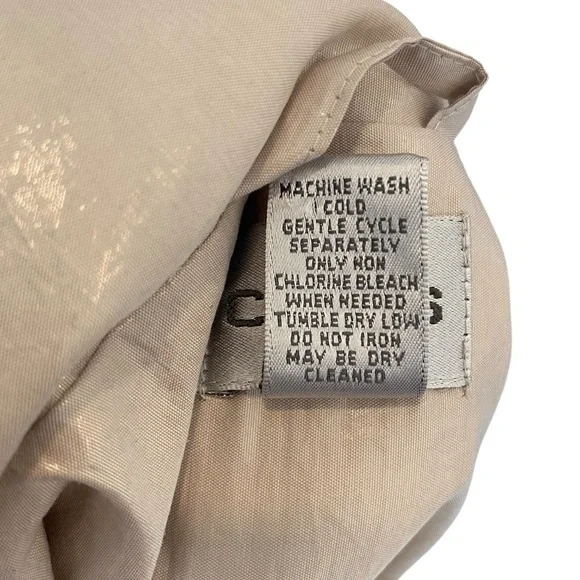 MACHINE WASH
COLD
GENTLE CYCLE
SEPARATELY
ONLY NON
CHLORINE BLEACH
WHEN NEEDED
TUMBLE DRY LOW
DO NOT IRON
MAY BE DRY
CLEANED